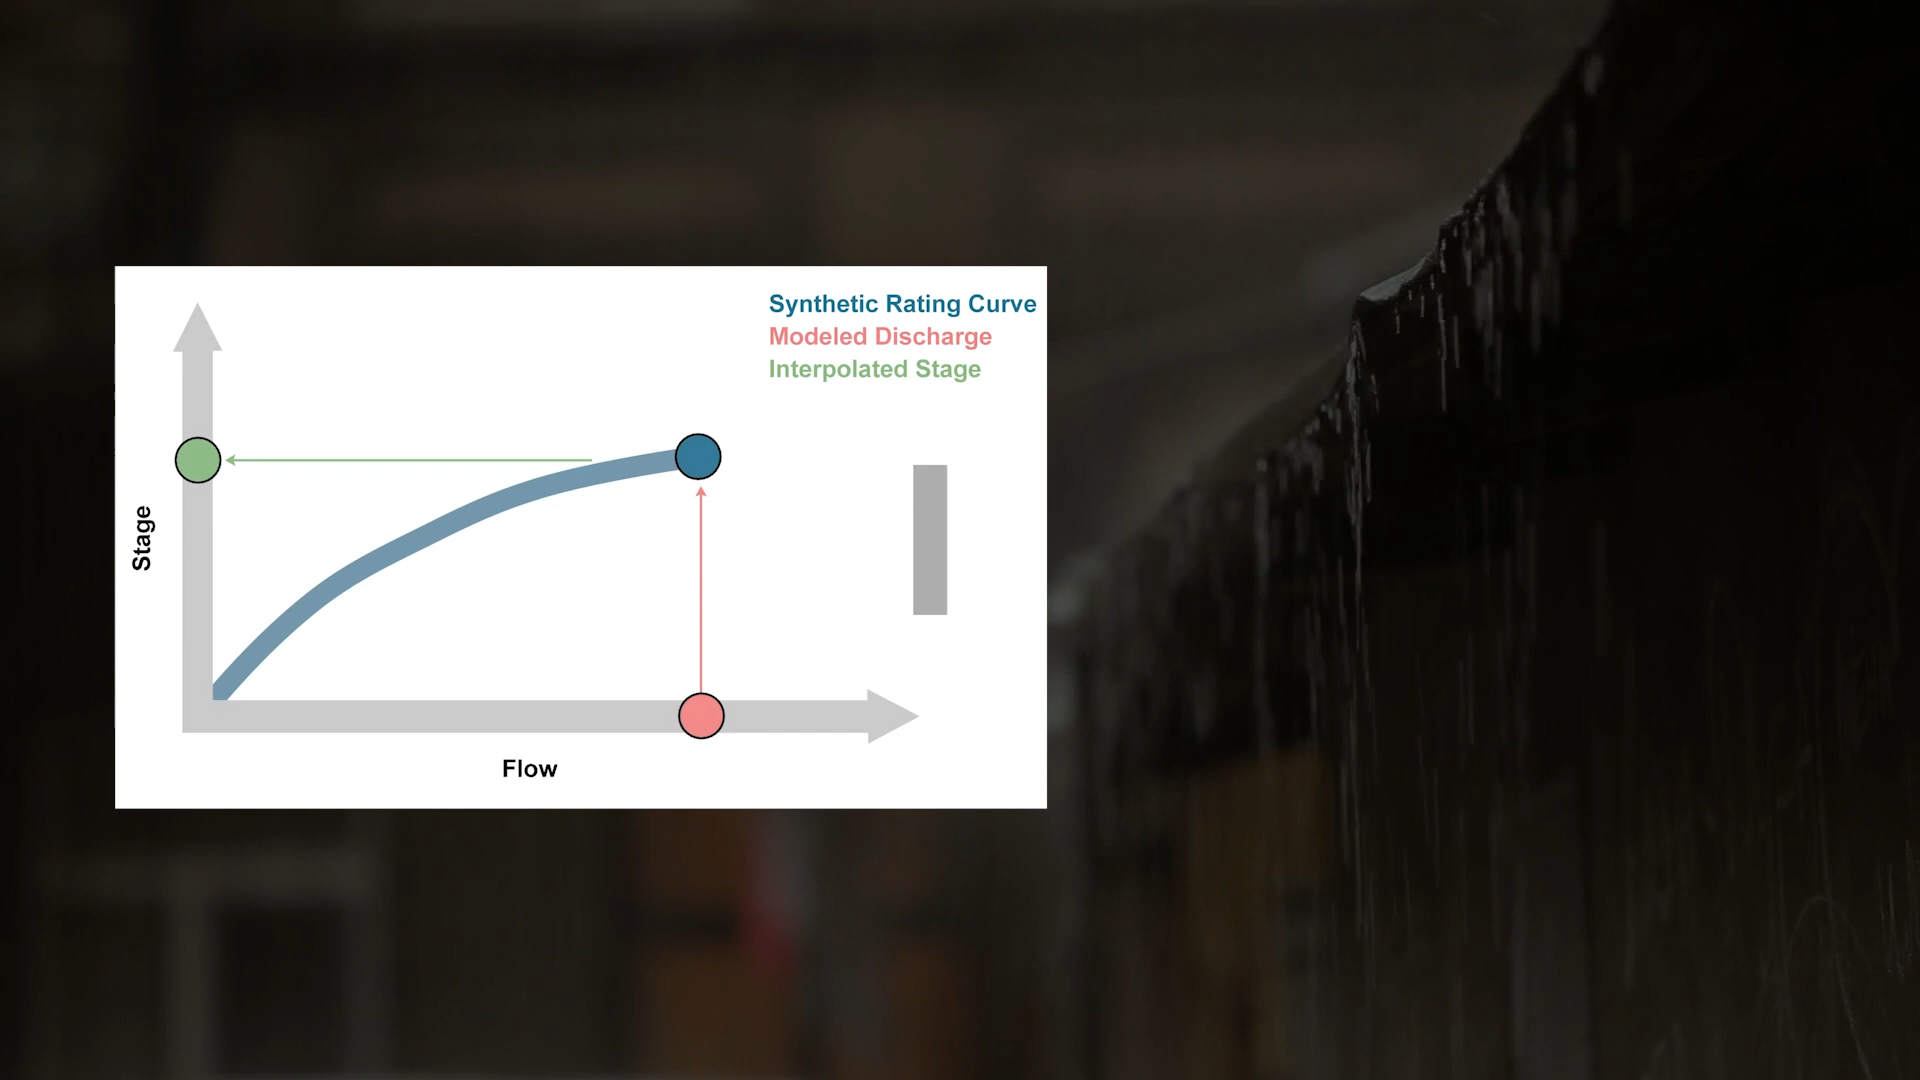 Synthetic Rating Curve
Modeled Discharge
Interpolated Stage
Stage
Flow